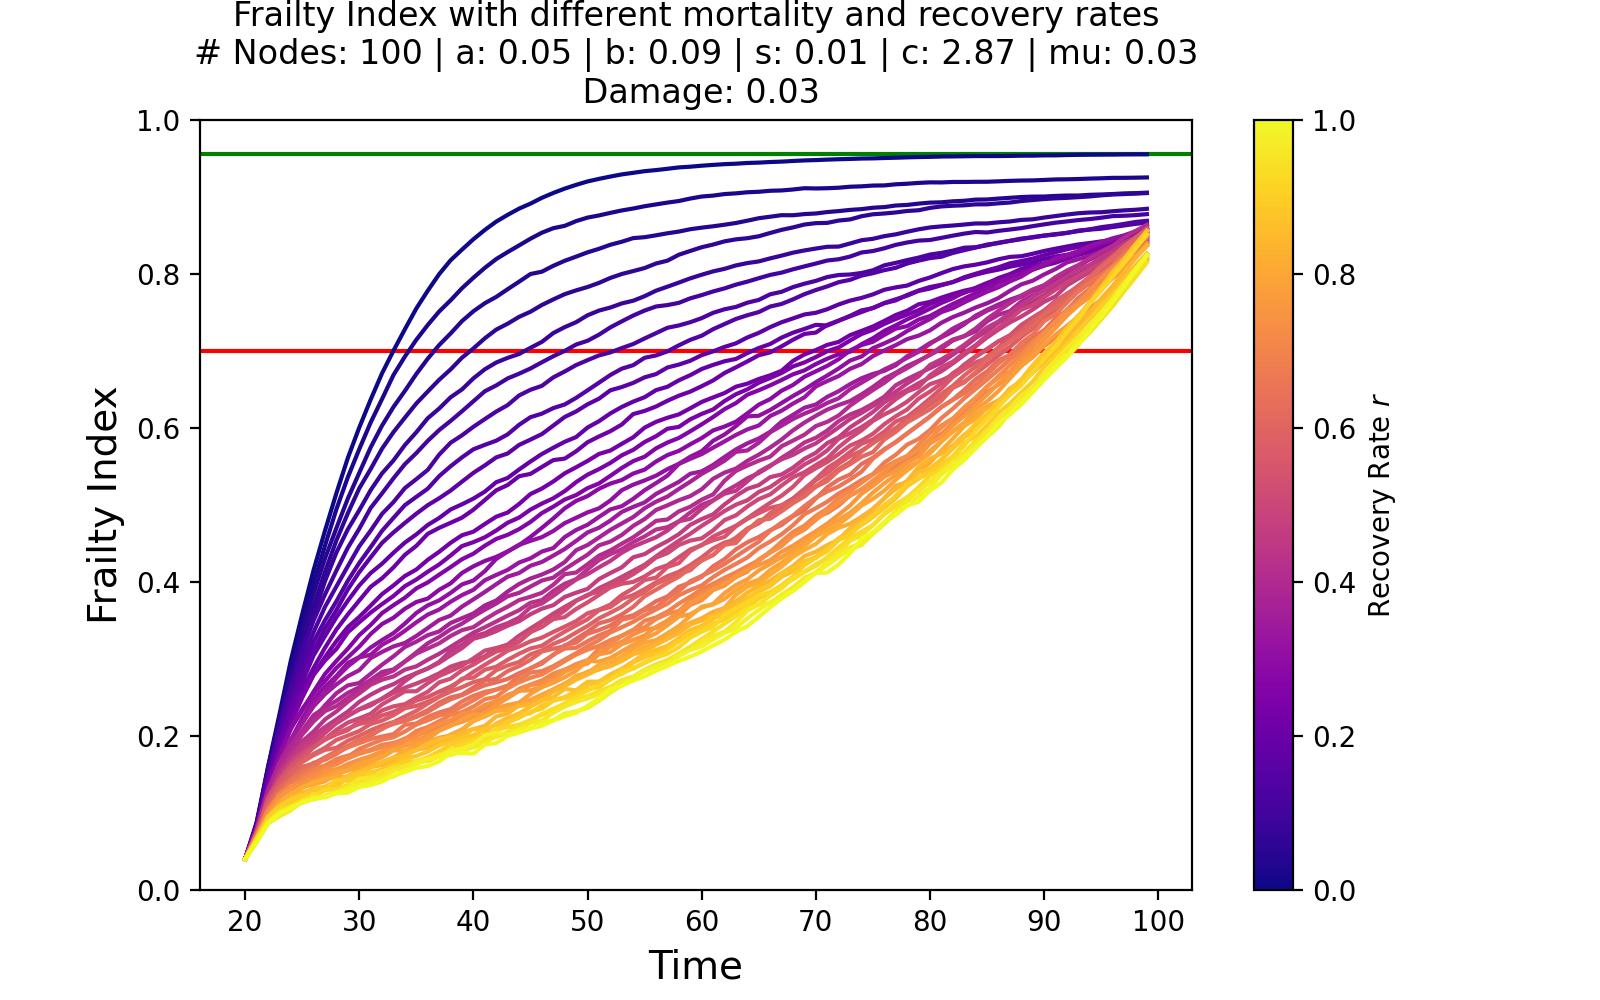 Frailty Index with different mortality and recovery rates
# Nodes: 100 | a: 0.05 | b: 0.09 | s: 0.01 | c: 2.87 | mu: 0.03
Damage: 0.03
1.0
0.8
0.6
0.4
0.2
0.0
Frailty Index
20 30 40 50 60 70 80 90 100
Time
1.0
0.8
0.6
0.4
0.2
0.0
Recovery Rate r